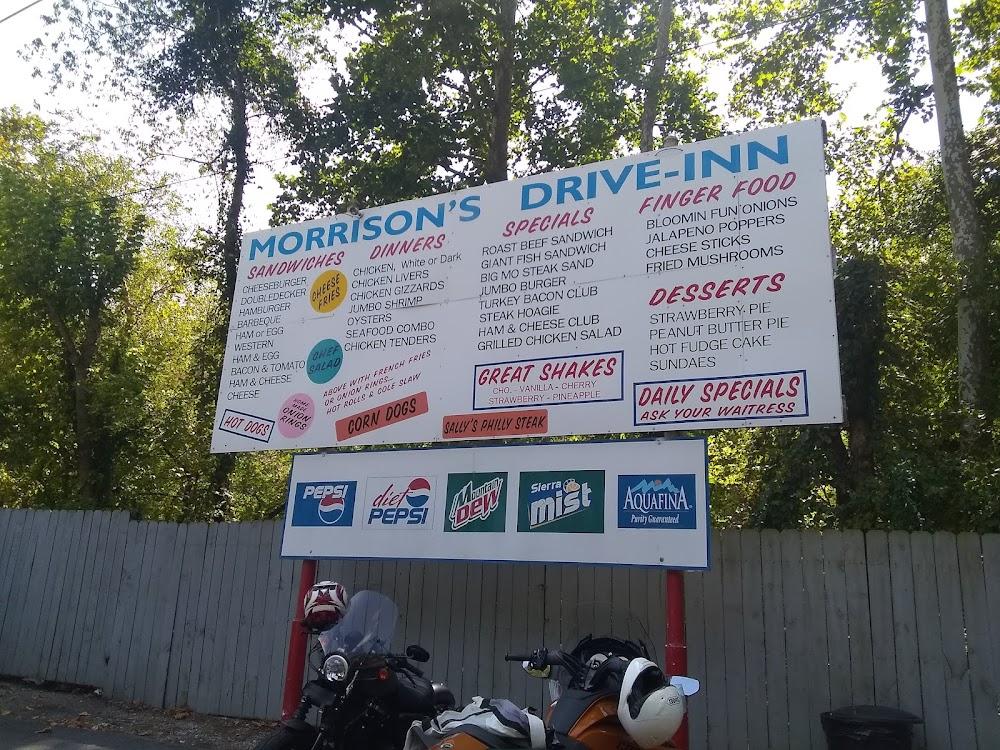 MORRISON'S DRIVE-INN
SANDWICHES
CHEESEBURGER
DOUBLEDECKER
HAMBURGER
BARBEQUE
HAM or EGG
WESTERN
HAM & EGG
BACON & TOMATO
HAM & CHEESE
CHEESE
HOT DOGS
CHEESE
FRIES
CHEF
SALAD
HOME
MADE
ONION
RINGS
DINNERS
CHICKEN, White or Dark
CHICKEN LIVERS
CHICKEN GIZZARDS
JUMBO SHRIMP
OYSTERS
SEAFOOD COMBO
CHICKEN TENDERS
ABOVE WITH FRENCH FRIES
OR ONION RINGS...
HOT ROLLS & COLE SLAW
CORN DOGS
SPECIALS
ROAST BEEF SANDWICH
GIANT FISH SANDWICH
BIG MO STEAK SAND
JUMBO BURGER
TURKEY BACON CLUB
STEAK HOAGIE
HAM & CHEESE CLUB
GRILLED CHICKEN SALAD
GREAT SHAKES
CHO. - VANILLA - CHERRY
STRAWBERRY - PINEAPPLE
SALLY'S PHILLY STEAK
FINGER FOOD
BLOOMIN FUN ONIONS
JALAPENO POPPERS
CHEESE STICKS
FRIED MUSHROOMS
DESSERTS
STRAWBERRY PIE
PEANUT BUTTER PIE
HOT FUDGE CAKE
SUNDAES
DAILY SPECIALS
ASK YOUR WAITRESS
PEPSI
diet
PEPSI
Mountain
DEW
Sierra
mist
AQUAFINA
Purity Guaranteed